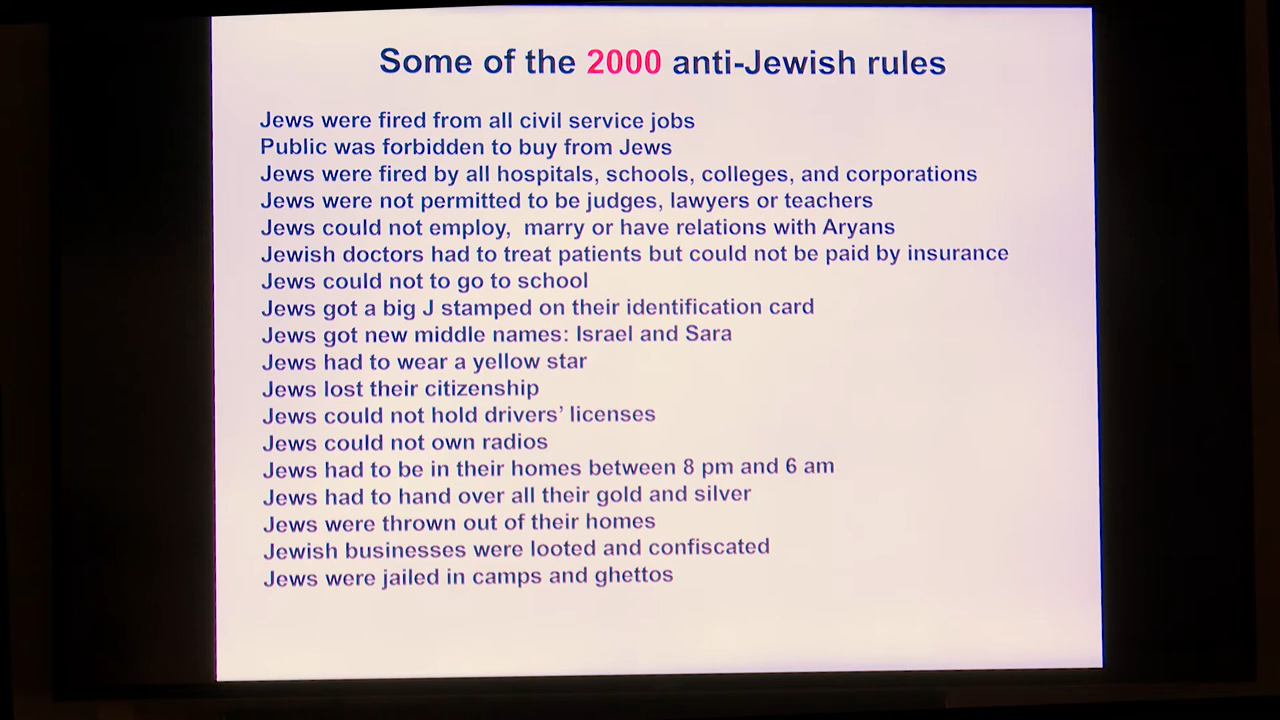 Some of the 2000 anti-Jewish rules
Jews were fired from all civil service jobs
Public was forbidden to buy from Jews
Jews were fired by all hospitals, schools, colleges, and corporations
Jews were not permitted to be judges, lawyers or teachers
Jews could not employ,  marry or have relations with Aryans
Jewish doctors had to treat patients but could not be paid by insurance
Jews could not to go to school
Jews got a big J stamped on their identification card
Jews got new middle names: Israel and Sara
Jews had to wear a yellow star
Jews lost their citizenship
Jews could not hold drivers’ licenses
Jews could not own radios
Jews had to be in their homes between 8 pm and 6 am
Jews had to hand over all their gold and silver
Jews were thrown out of their homes
Jewish businesses were looted and confiscated
Jews were jailed in camps and ghettos